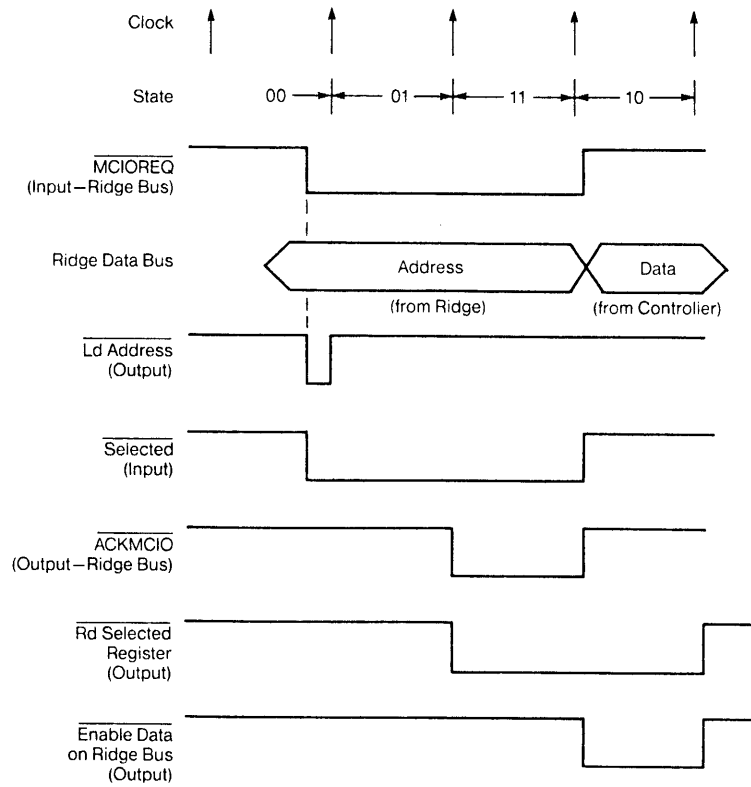 Clock
State
00
01
11
10
MCIOREQ
(Input–Ridge Bus)
Ridge Data Bus
Address
Data
(from Ridge)
(from Controller)
Ld Address
(Output)
Selected
(Input)
ACKMCIO
(Output–Ridge Bus)
Rd Selected
Register
(Output)
Enable Data
on Ridge Bus
(Output)